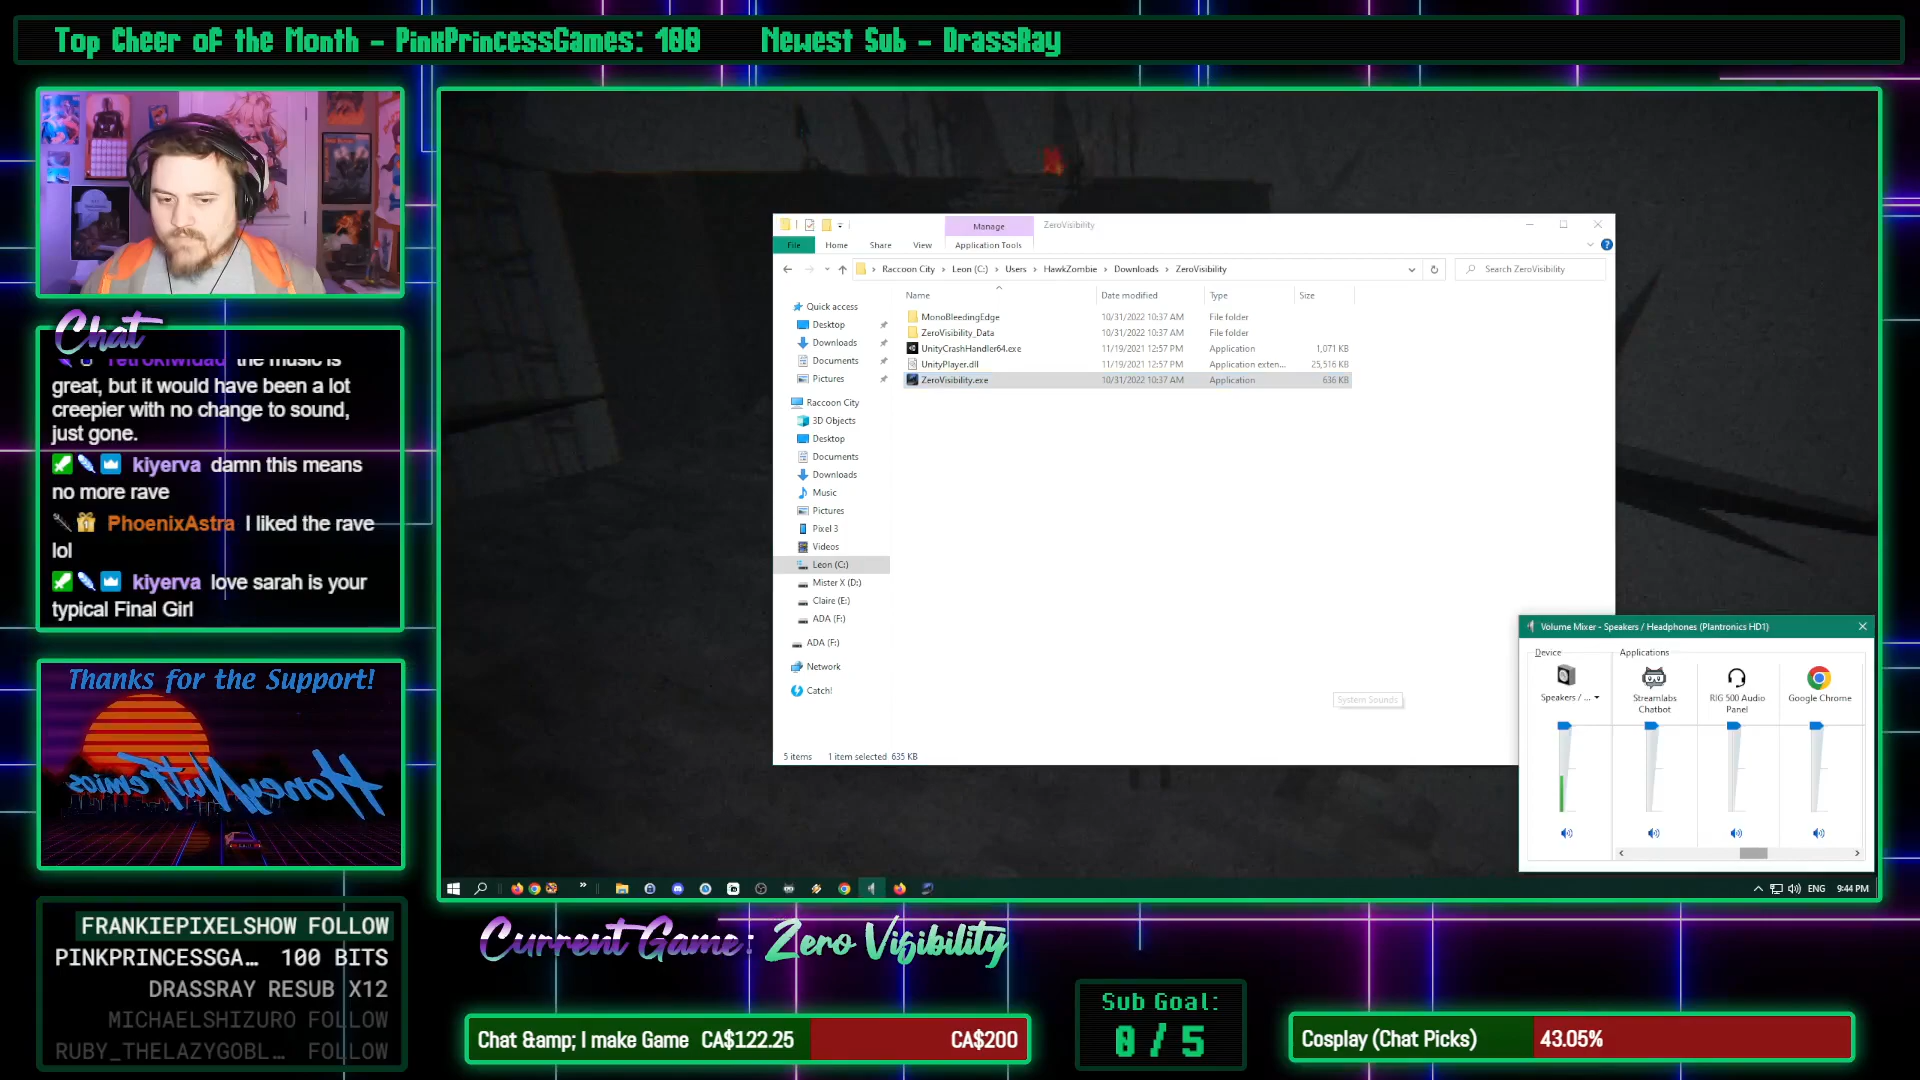 Top Cheer of the Month - PinkPrincessGames: 100 Newest Sub - DrassRay
Chat
retrokiwidad the music is
great, but it would have been a lot
creepier with no change to sound,
just gone.
kiyerva damn this means
no more rave
PhoenixAstra I liked the rave
lol
kiyerva love sarah is your
typical Final Girl
Thanks for the Support!
HoneyNutFemios
FRANKIEPIXELSHOW FOLLOW
PINKPRINCESSGA... 100 BITS
DRASSRAY RESUB X12
MICHAELSHIZURO FOLLOW
RUBY_THELAZYGOBL... FOLLOW
Manage ZeroVisibility
File Home Share View Application Tools
Raccoon City > Leon (C:) > Users > HawkZombie > Downloads > ZeroVisibility
Search ZeroVisibility
Name Date modified Type Size
MonoBleedingEdge 10/31/2022 10:37 AM File folder
ZeroVisibility_Data 10/31/2022 10:37 AM File folder
UnityCrashHandler64.exe 11/19/2021 12:57 PM Application 1,071 KB
UnityPlayer.dll 11/19/2021 12:57 PM Application exten... 25,516 KB
ZeroVisibility.exe 10/31/2022 10:37 AM Application 636 KB
Quick access
Desktop
Downloads
Documents
Pictures
Raccoon City
3D Objects
Desktop
Documents
Downloads
Music
Pictures
Pixel 3
Videos
Leon (C:)
Mister X (D:)
Claire (E:)
ADA (F:)
ADA (F:)
Network
Catch!
System Sounds
5 items 1 item selected 635 KB
Volume Mixer - Speakers / Headphones (Plantronics HD1)
Device Applications
Speakers / ...
Streamlabs
Chatbot
RIG 500 Audio
Panel
Google Chrome
ENG 9:44 PM
Current Game: Zero Visibility
Chat &amp; I make Game CA$122.25 CA$200
Sub Goal:
0 / 5
Cosplay (Chat Picks) 43.05%